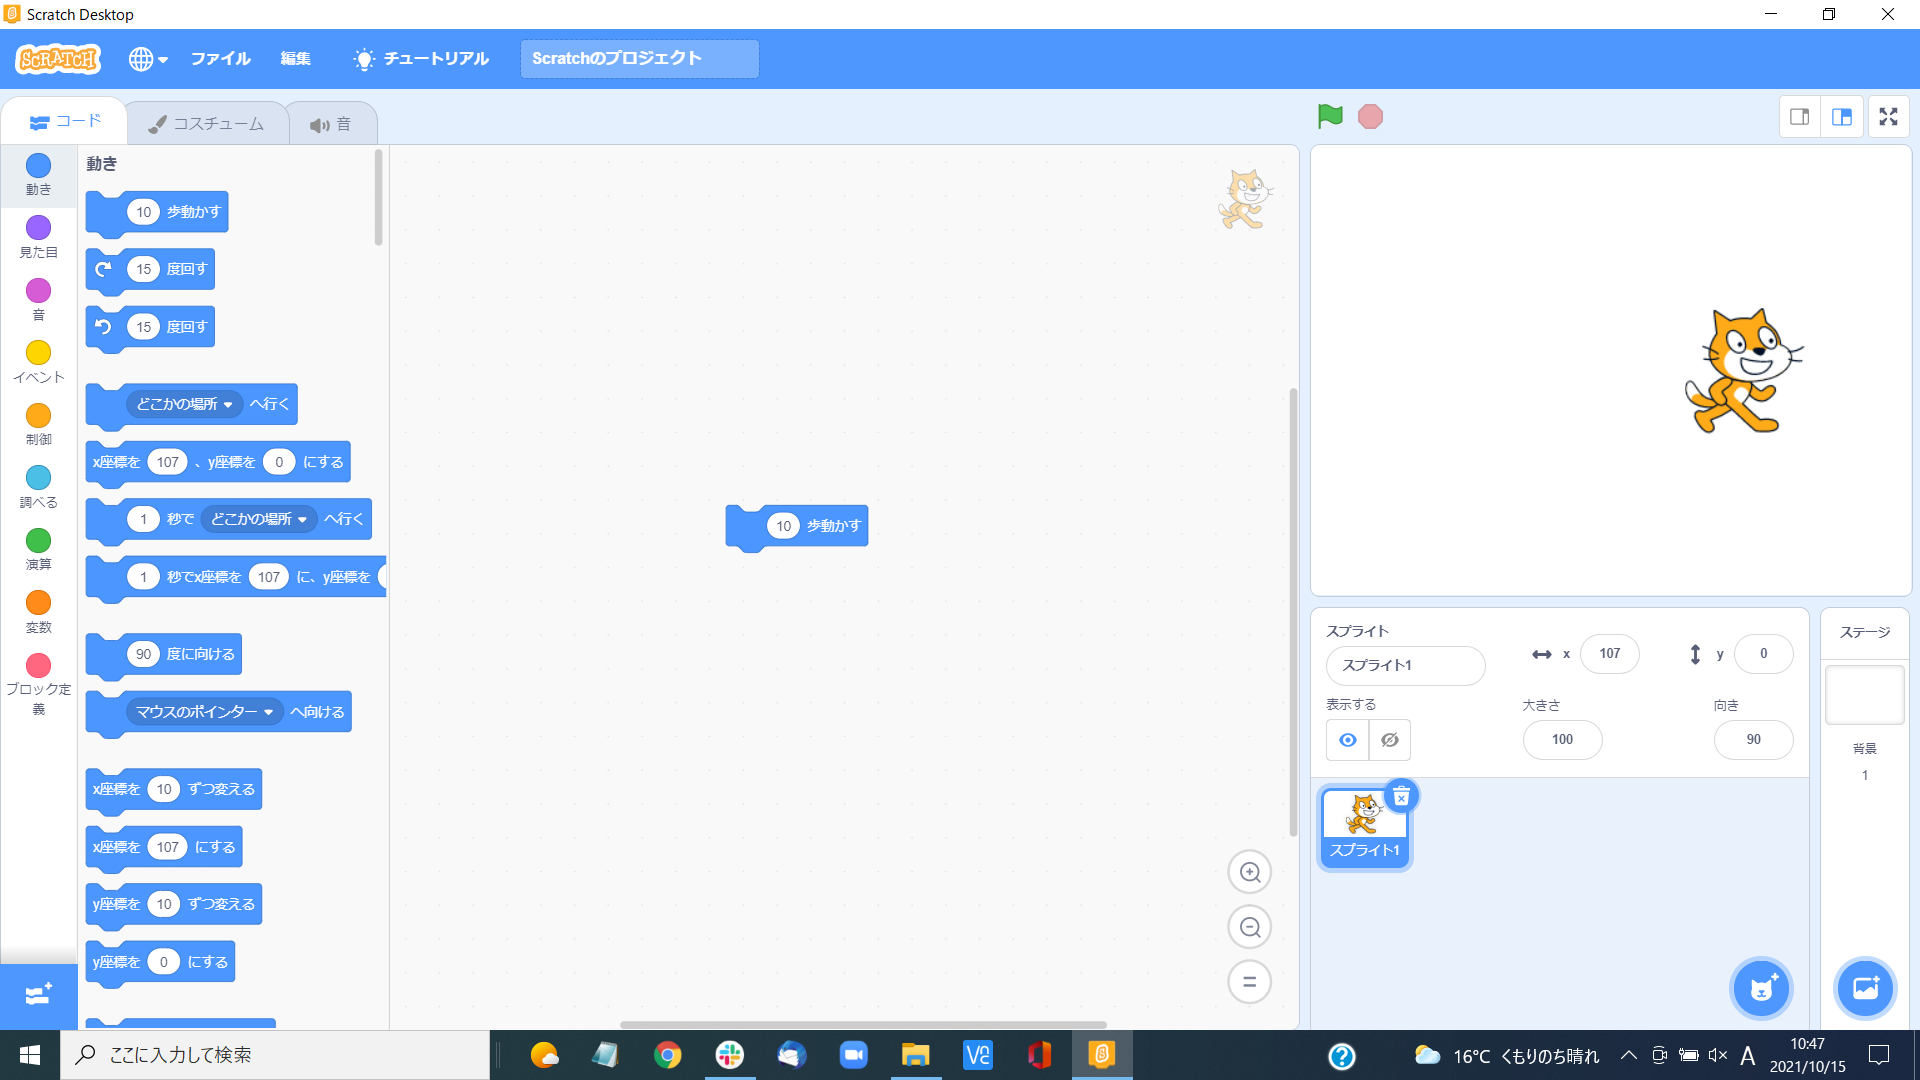 Scratch Desktop
SCRATCH ファイル 編集 チュートリアル Scratchのプロジェクト
コード コスチューム 音
動き
見た目
音
イベント
制御
調べる
演算
変数
ブロック定
義
動き
10 歩動かす
15 度回す
15 度回す
どこかの場所 へ行く
x座標を 107 、y座標を 0 にする
1 秒で どこかの場所 へ行く
1 秒でx座標を 107 に、y座標を
90 度に向ける
マウスのポインター へ向ける
x座標を 10 ずつ変える
x座標を 107 にする
y座標を 10 ずつ変える
y座標を 0 にする
10 歩動かす
スプライト
スプライト1
x 107
y 0
表示する
大きさ
100
向き
90
スプライト1
ステージ
背景
1
ここに入力して検索
16°C くもりのち晴れ
A
10:47
2021/10/15